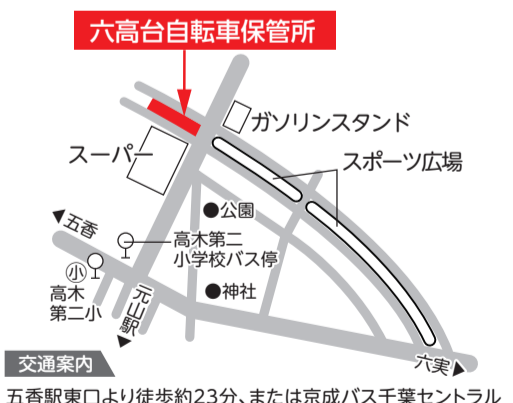 六高台自転車保管所
ガソリンスタンド
スーパー
スポーツ広場
●公園
◀五香
高木第二
小学校バス停
小
高木
第二小
●神社
元山駅▶
六実▶
交通案内
五香駅東口より徒歩約23分、または京成バス千葉セントラル